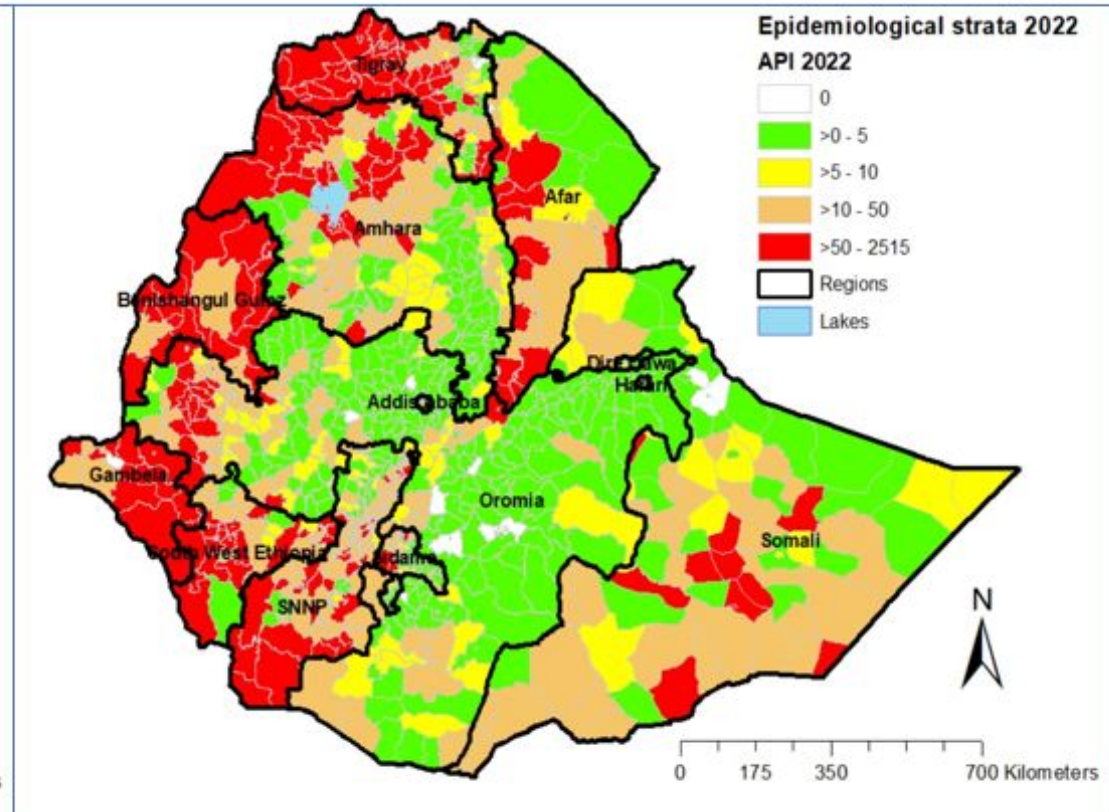 Epidemiological strata 2022
API 2022
0
>0 - 5
>5 - 10
>10 - 50
>50 - 2515
Regions
Lakes
Tigray
Afar
Amhara
Benishangul Gumz
Dire Dawa
Harari
Addis Ababa
Gambela
Oromia
South West Ethiopia
Somali
Sidama
SNNP
N
0 175 350 700 Kilometers